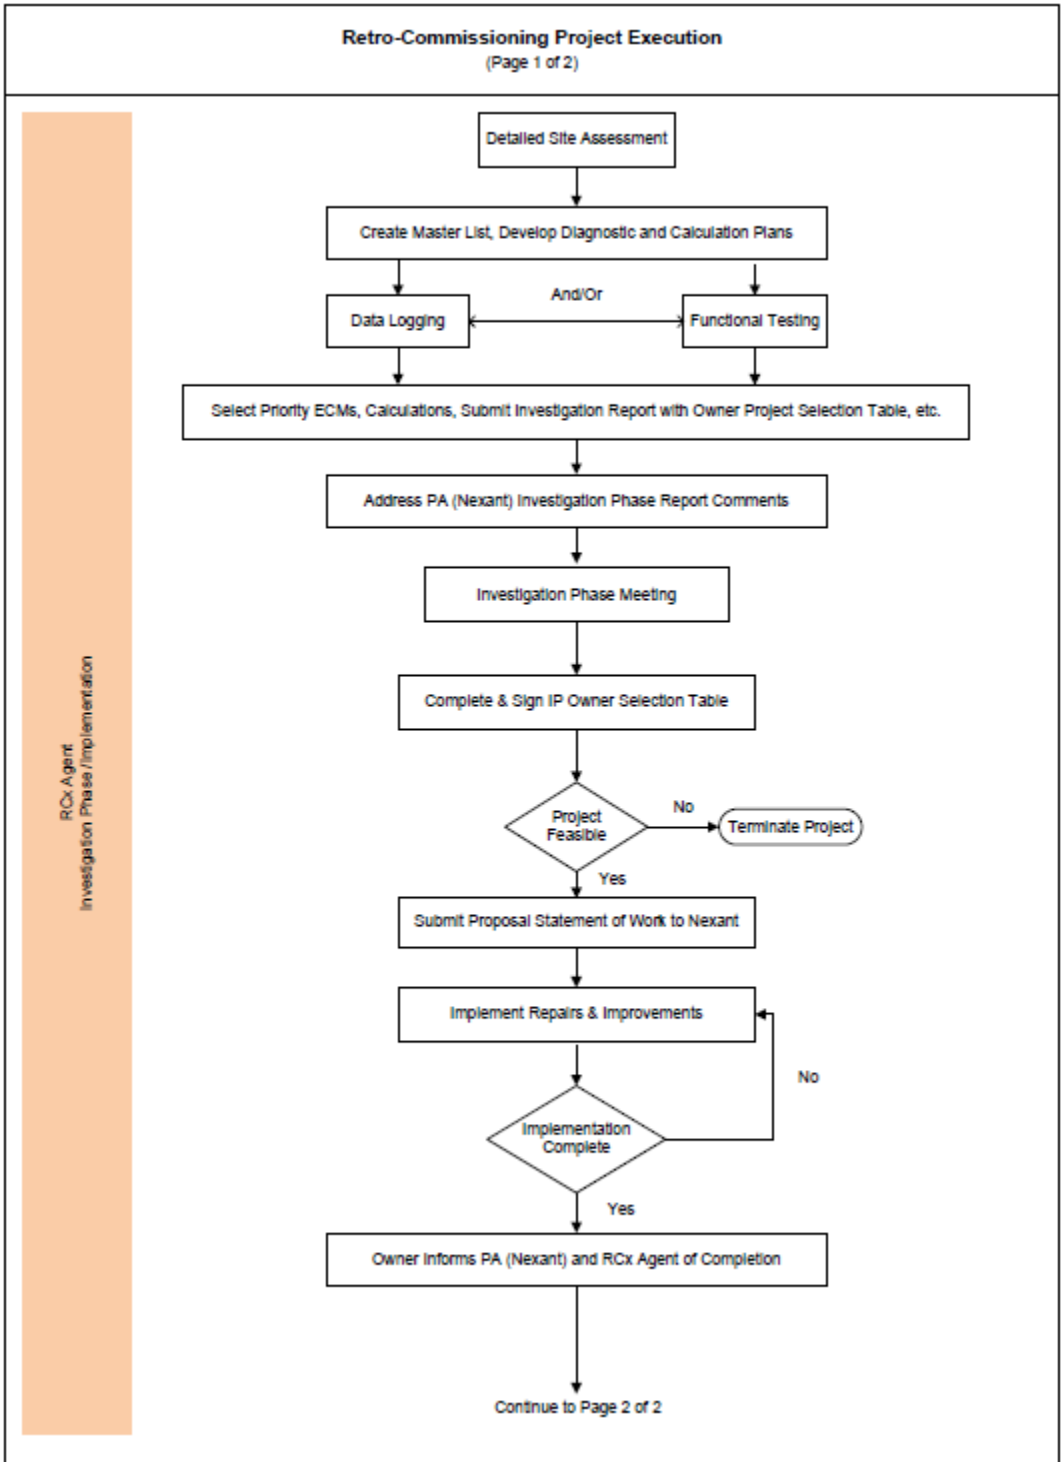 Retro-Commissioning Project Execution
(Page 1 of 2)
Detailed Site Assessment
Create Master List, Develop Diagnostic and Calculation Plans
And/Or
Data Logging
Functional Testing
Select Priority ECMs, Calculations, Submit Investigation Report with Owner Project Selection Table, etc.
Address PA (Nexant) Investigation Phase Report Comments
Investigation Phase Meeting
RCx Agent
Investigation Phase /Implementation
Complete & Sign IP Owner Selection Table
Project
Feasible
No
Terminate Project
Yes
Submit Proposal Statement of Work to Nexant
Implement Repairs & Improvements
No
Implementation
Complete
Yes
Owner Informs PA (Nexant) and RCx Agent of Completion
Continue to Page 2 of 2